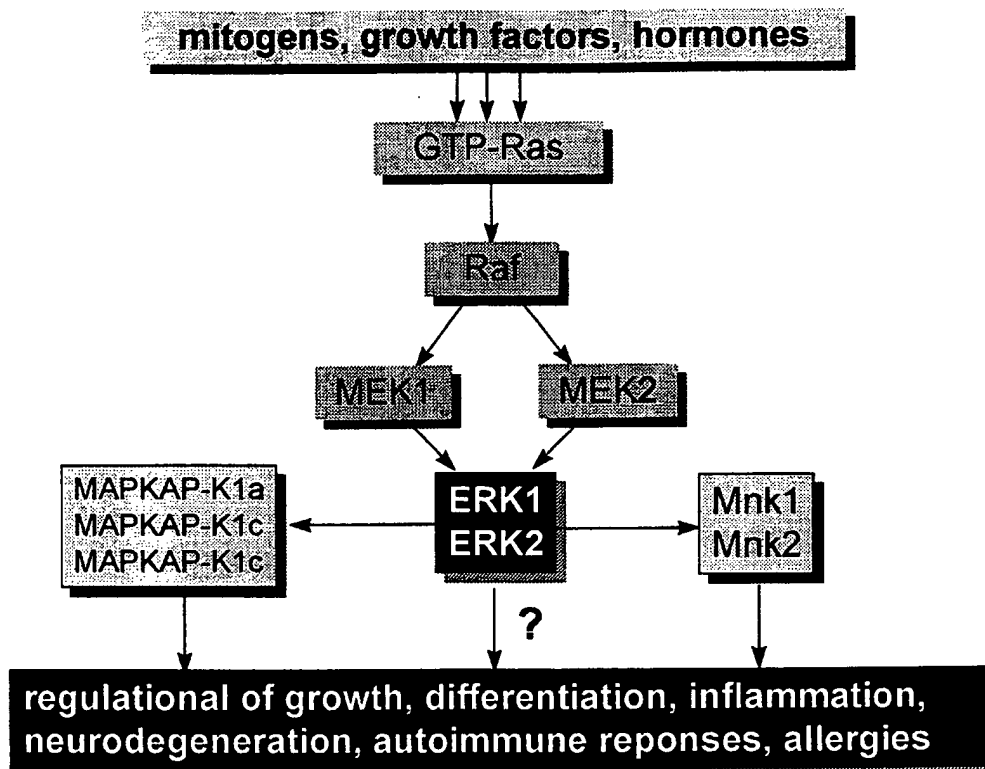 mitogens, growth factors, hormones
GTP-Ras
Raf
MEK1
MEK2
MAPKAP-K1a
MAPKAP-K1c
MAPKAP-K1c
ERK1
ERK2
Mnk1
Mnk2
?
regulational of growth, differentiation, inflammation,
neurodegeneration, autoimmune reponses, allergies